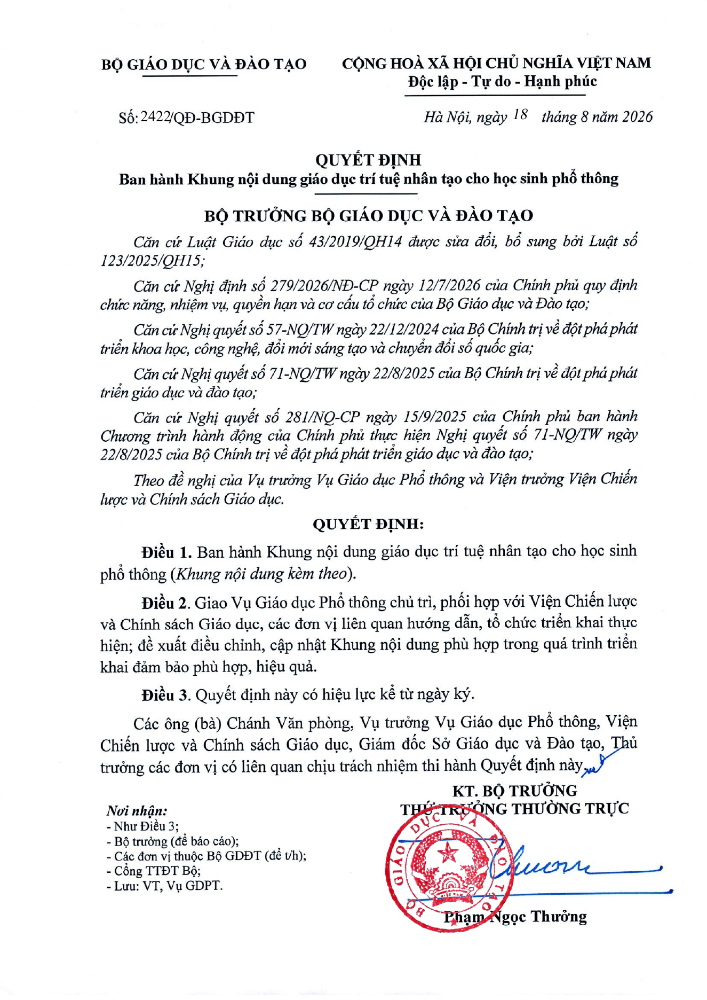 BỘ GIÁO DỤC VÀ ĐÀO TẠO
CỘNG HOÀ XÃ HỘI CHỦ NGHĨA VIỆT NAM
Độc lập - Tự do - Hạnh phúc
Số: 2422/QĐ-BGDĐT
Hà Nội, ngày 18 tháng 8 năm 2026
QUYẾT ĐỊNH
Ban hành Khung nội dung giáo dục trí tuệ nhân tạo cho học sinh phổ thông
BỘ TRƯỞNG BỘ GIÁO DỤC VÀ ĐÀO TẠO
Căn cứ Luật Giáo dục số 43/2019/QH14 được sửa đổi, bổ sung bởi Luật số
123/2025/QH15;
Căn cứ Nghị định số 279/2026/NĐ-CP ngày 12/7/2026 của Chính phủ quy định
chức năng, nhiệm vụ, quyền hạn và cơ cấu tổ chức của Bộ Giáo dục và Đào tạo;
Căn cứ Nghị quyết số 57-NQ/TW ngày 22/12/2024 của Bộ Chính trị về đột phá phát
triển khoa học, công nghệ, đổi mới sáng tạo và chuyển đổi số quốc gia;
Căn cứ Nghị quyết số 71-NQ/TW ngày 22/8/2025 của Bộ Chính trị về đột phá phát
triển giáo dục và đào tạo;
Căn cứ Nghị quyết số 281/NQ-CP ngày 15/9/2025 của Chính phủ ban hành
Chương trình hành động của Chính phủ thực hiện Nghị quyết số 71-NQ/TW ngày
22/8/2025 của Bộ Chính trị về đột phá phát triển giáo dục và đào tạo;
Theo đề nghị của Vụ trưởng Vụ Giáo dục Phổ thông và Viện trưởng Viện Chiến
lược và Chính sách Giáo dục.
QUYẾT ĐỊNH:
Điều 1. Ban hành Khung nội dung giáo dục trí tuệ nhân tạo cho học sinh
phổ thông (Khung nội dung kèm theo).
Điều 2. Giao Vụ Giáo dục Phổ thông chủ trì, phối hợp với Viện Chiến lược
và Chính sách Giáo dục, các đơn vị liên quan hướng dẫn, tổ chức triển khai thực
hiện; đề xuất điều chỉnh, cập nhật Khung nội dung phù hợp trong quá trình triển
khai đảm bảo phù hợp, hiệu quả.
Điều 3. Quyết định này có hiệu lực kể từ ngày ký.
Các ông (bà) Chánh Văn phòng, Vụ trưởng Vụ Giáo dục Phổ thông, Viện
Chiến lược và Chính sách Giáo dục, Giám đốc Sở Giáo dục và Đào tạo, Thủ
trưởng các đơn vị có liên quan chịu trách nhiệm thi hành Quyết định này.
Nơi nhận:
- Như Điều 3;
- Bộ trưởng (để báo cáo);
- Các đơn vị thuộc Bộ GDĐT (để t/h);
- Cổng TTĐT Bộ;
- Lưu: VT, Vụ GDPT.
KT. BỘ TRƯỞNG
THỨ TRƯỞNG THƯỜNG TRỰC
BỘ GIÁO DỤC VÀ ĐÀO TẠO
Phạm Ngọc Thưởng